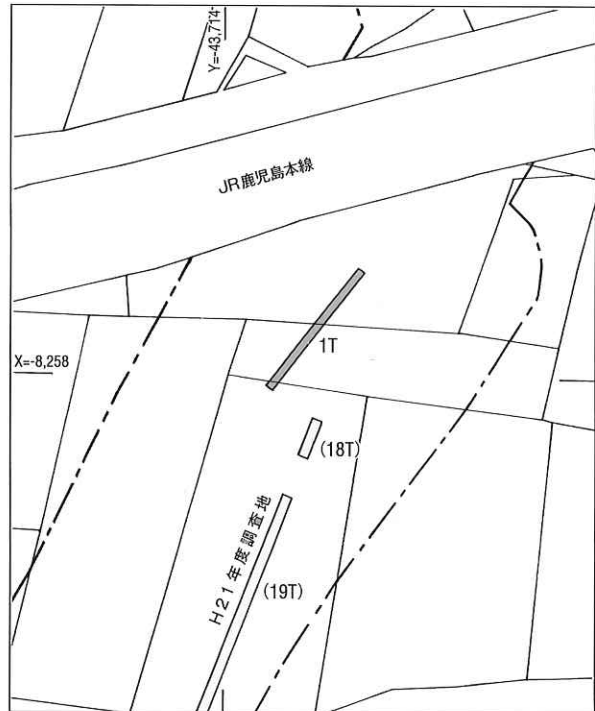 Y=-43,714
JR鹿児島本線
1T
X=-8,258
(18T)
H21年度調査地
(19T)